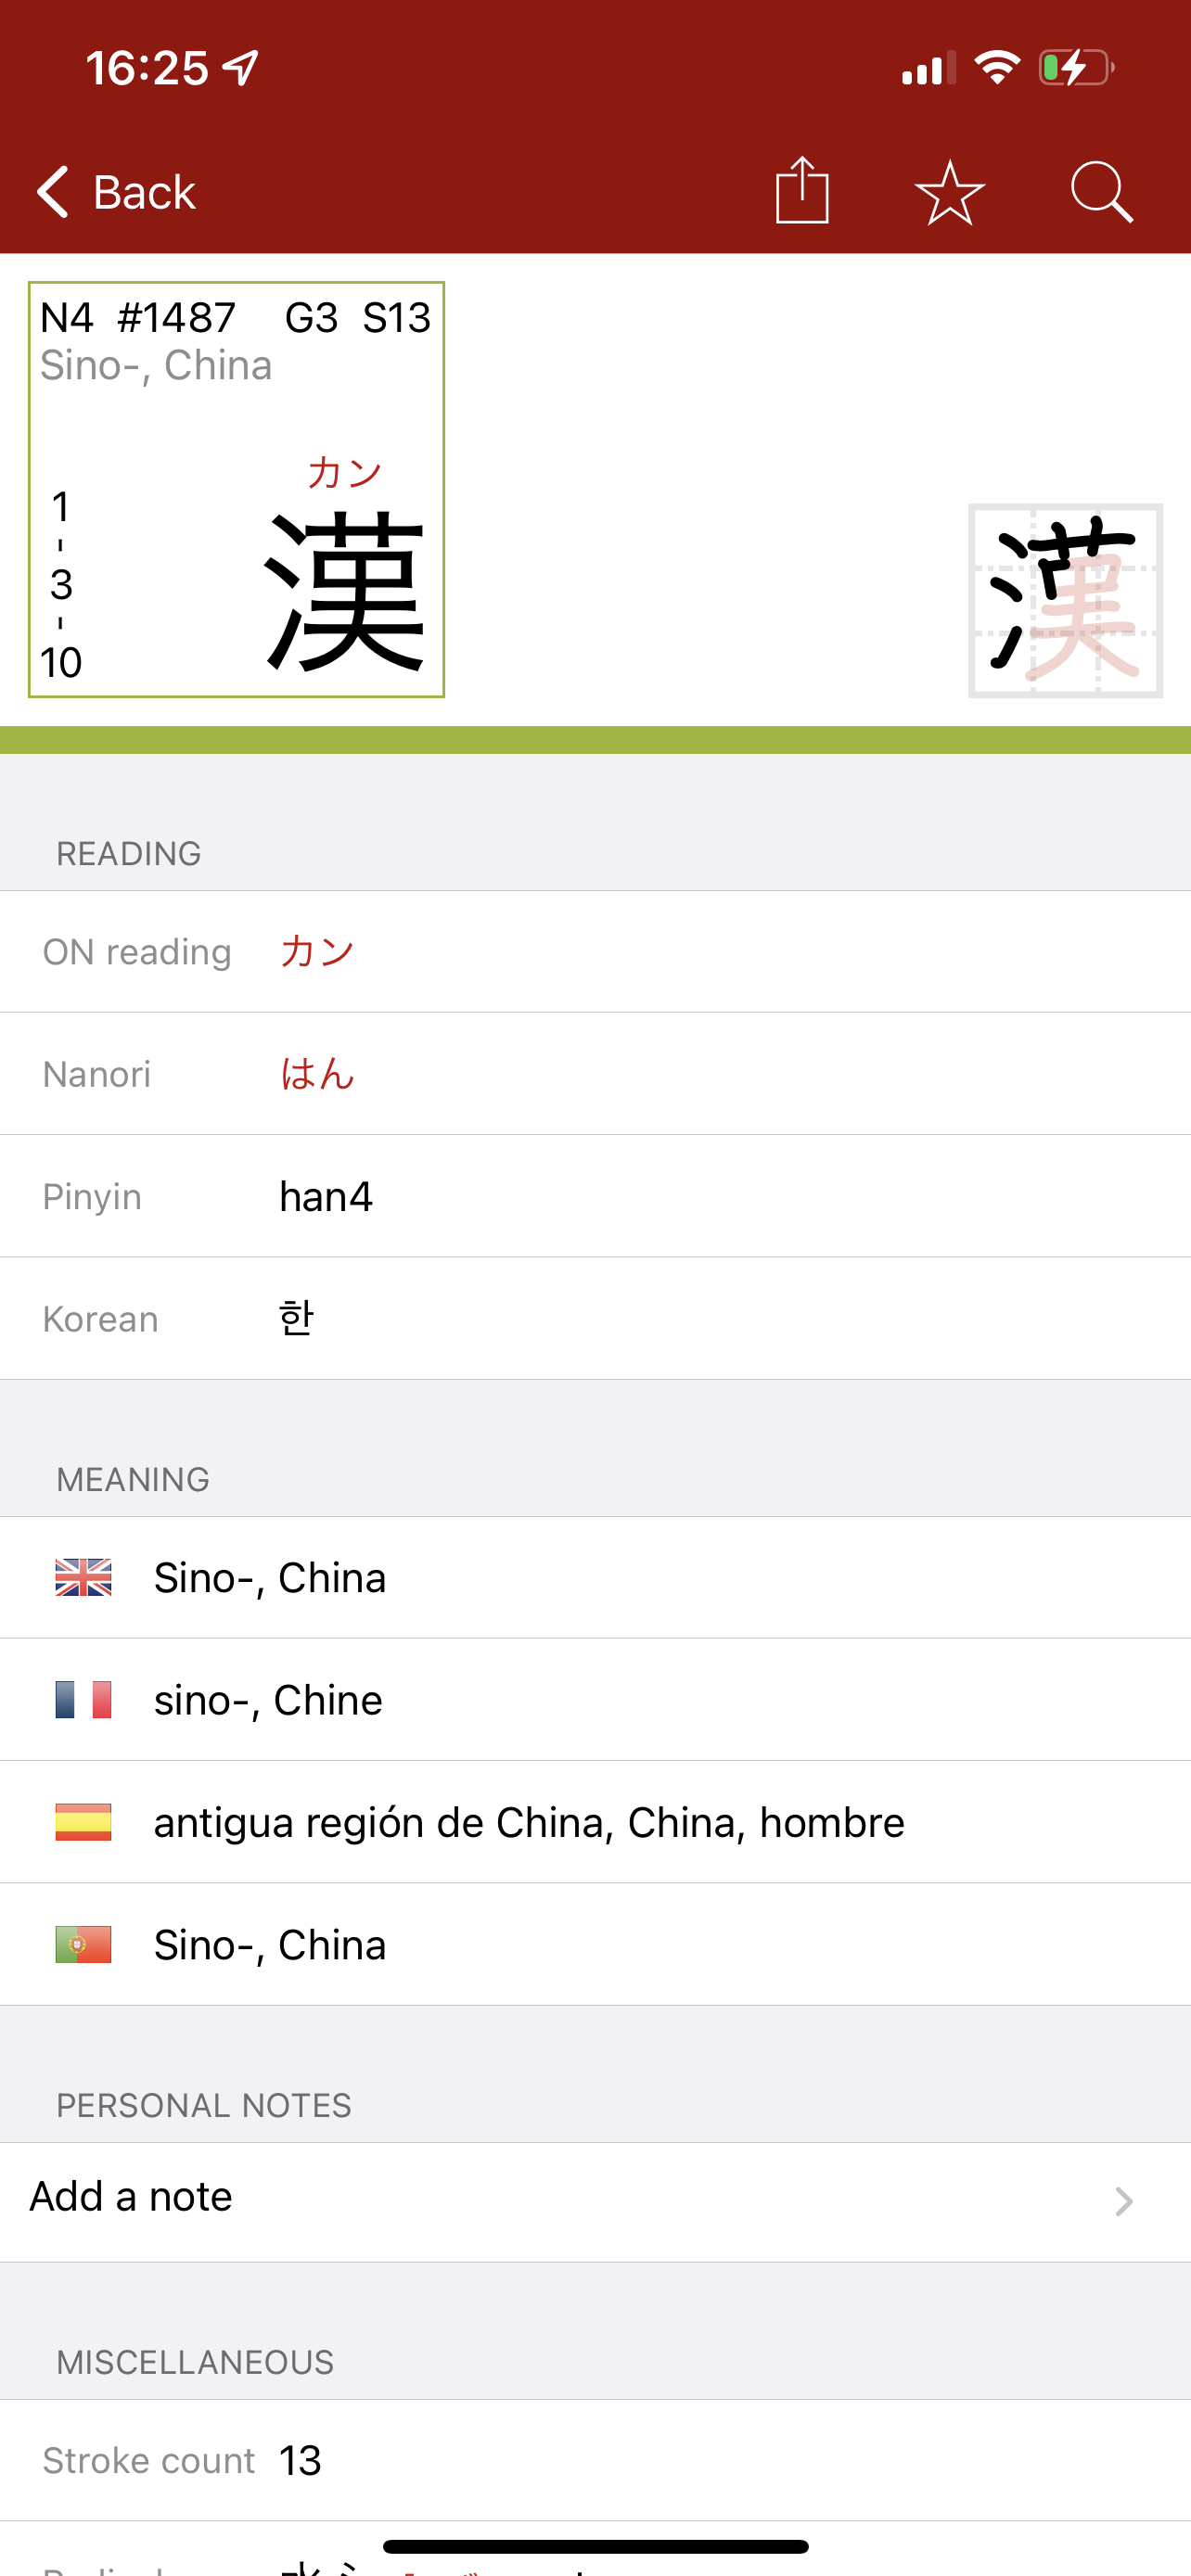 16:25
Back
N4 #1487 G3 S13
Sino-, China
カン
1
-
3
-
10
漢
漢
READING
ON reading カン
Nanori はん
Pinyin han4
Korean 한
MEANING
Sino-, China
sino-, Chine
antigua región de China, China, hombre
Sino-, China
PERSONAL NOTES
Add a note
MISCELLANEOUS
Stroke count 13